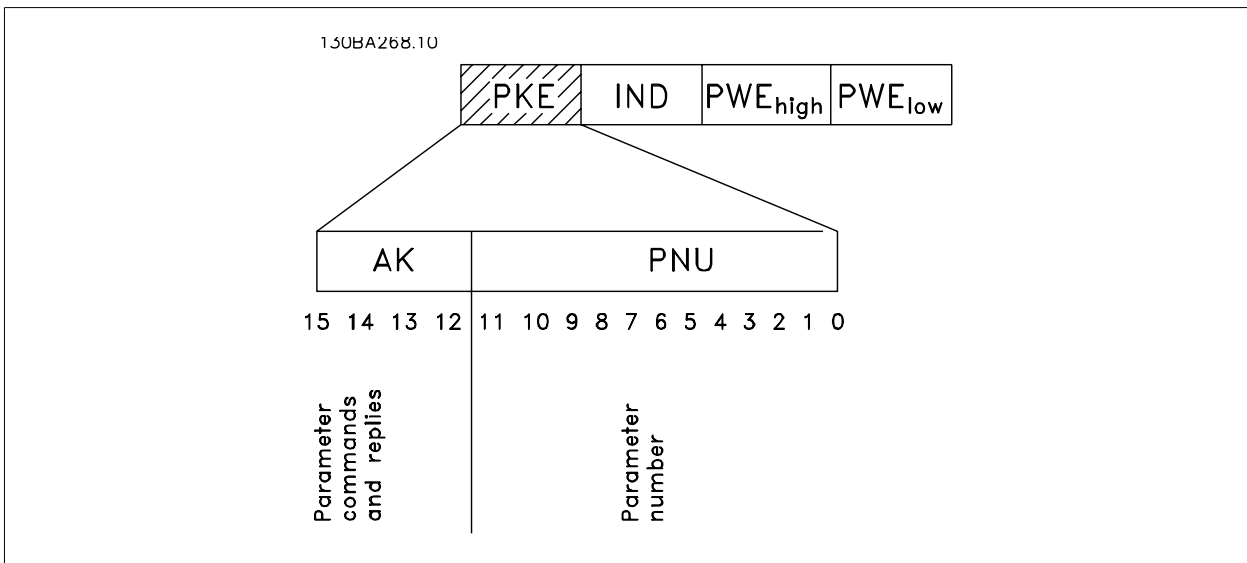 130BA268.10
PKE IND PWEhigh PWElow
AK PNU
15 14 13 12 11 10 9 8 7 6 5 4 3 2 1 0
Parameter
commands
and replies
Parameter
number